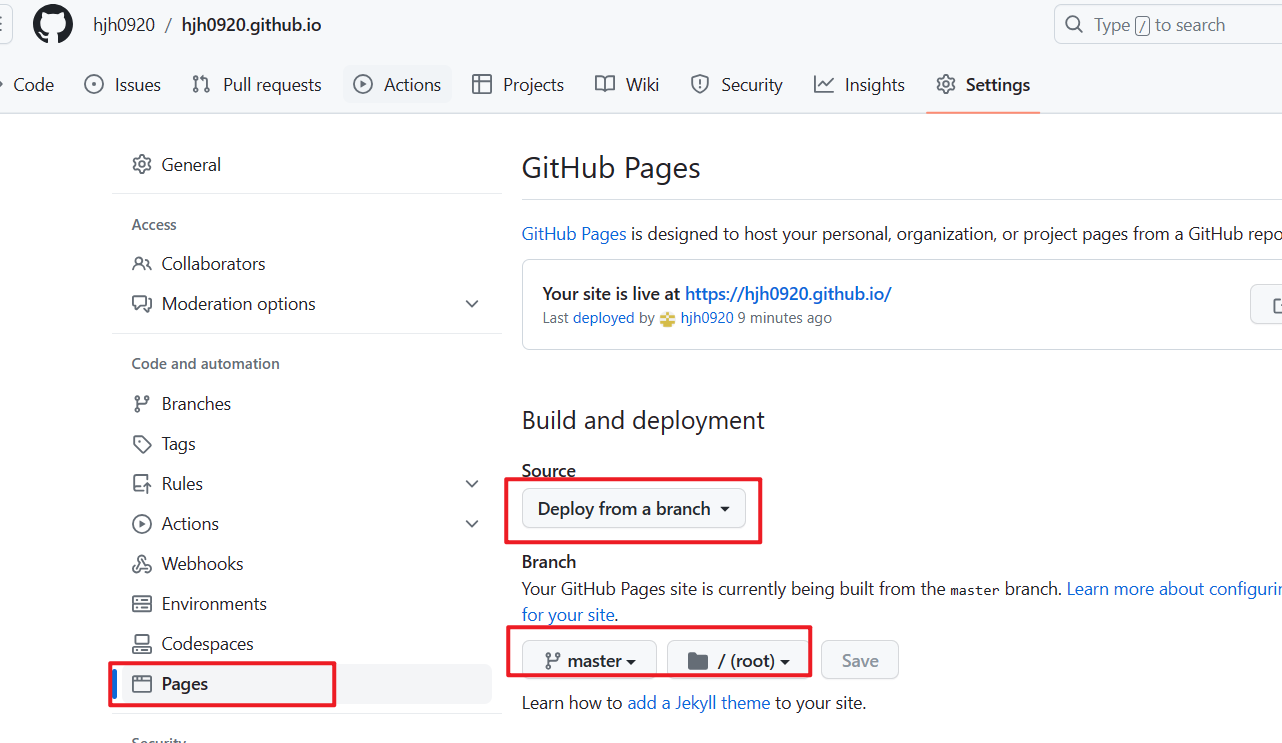 hjh0920 / hjh0920.github.io
Type / to search
Code Issues Pull requests Actions Projects Wiki Security Insights Settings
General
Access
Collaborators
Moderation options
Code and automation
Branches
Tags
Rules
Actions
Webhooks
Environments
Codespaces
Pages
Security
GitHub Pages
GitHub Pages is designed to host your personal, organization, or project pages from a GitHub repo
Your site is live at https://hjh0920.github.io/
Last deployed by hjh0920 9 minutes ago
Build and deployment
Source
Deploy from a branch
Branch
Your GitHub Pages site is currently being built from the master branch. Learn more about configurin
for your site.
master / (root) Save
Learn how to add a Jekyll theme to your site.